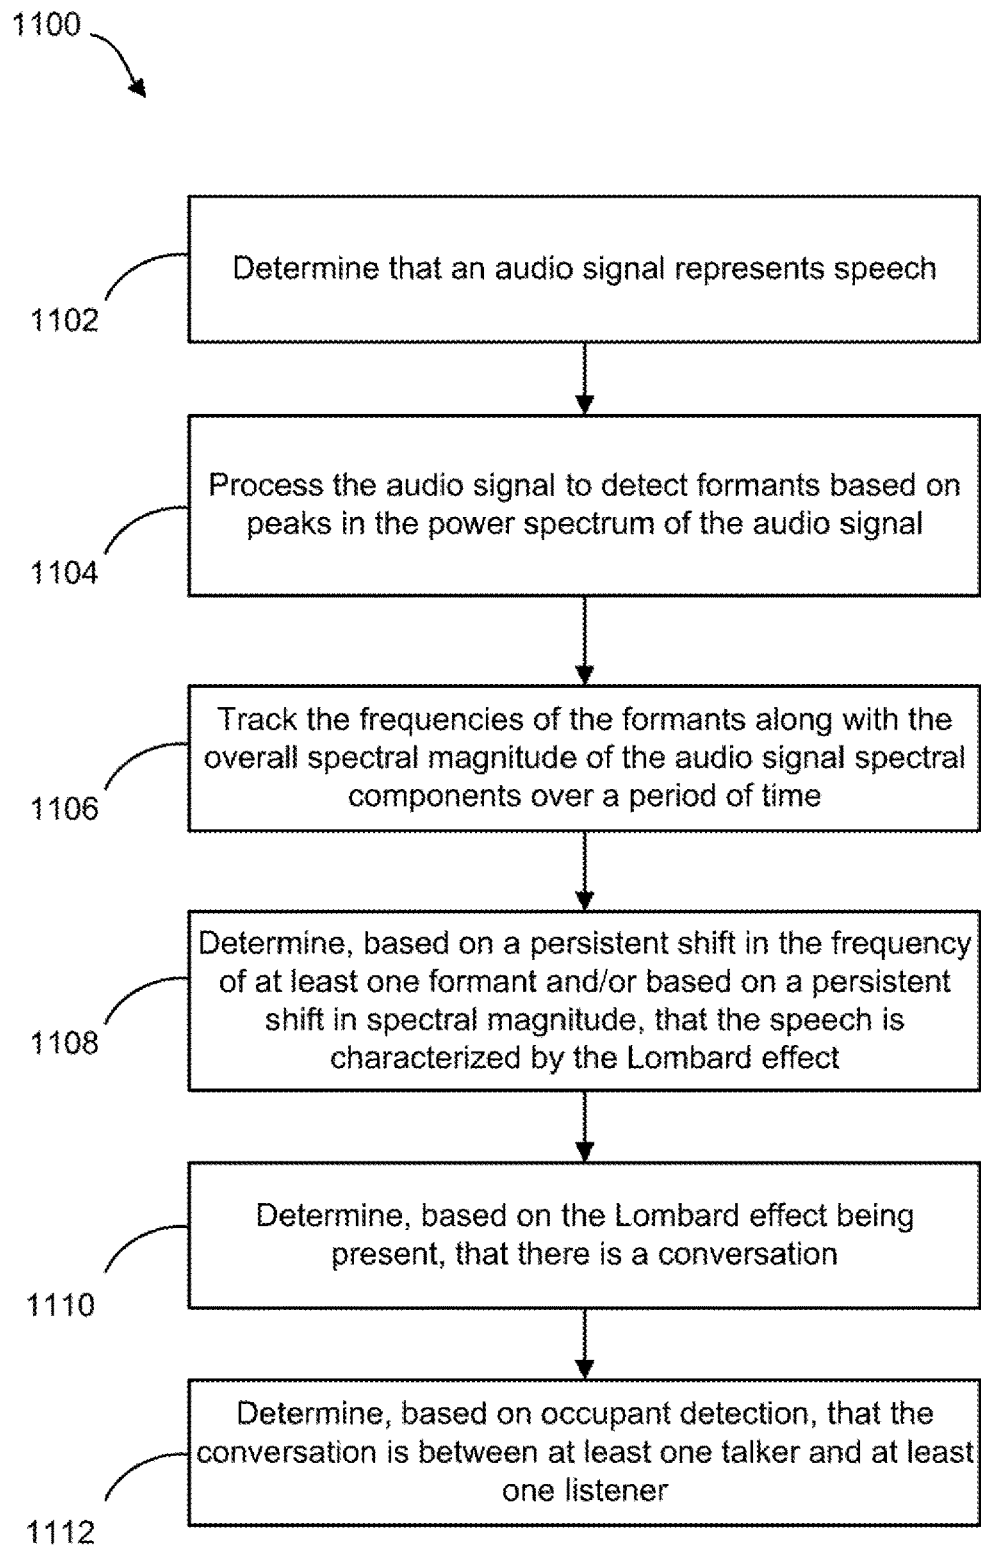 1100
Determine that an audio signal represents speech
1102
Process the audio signal to detect formants based on
peaks in the power spectrum of the audio signal
1104
Track the frequencies of the formants along with the
overall spectral magnitude of the audio signal spectral
components over a period of time
1106
Determine, based on a persistent shift in the frequency
of at least one formant and/or based on a persistent
shift in spectral magnitude, that the speech is
characterized by the Lombard effect
1108
Determine, based on the Lombard effect being
present, that there is a conversation
1110
Determine, based on occupant detection, that the
conversation is between at least one talker and at least
one listener
1112